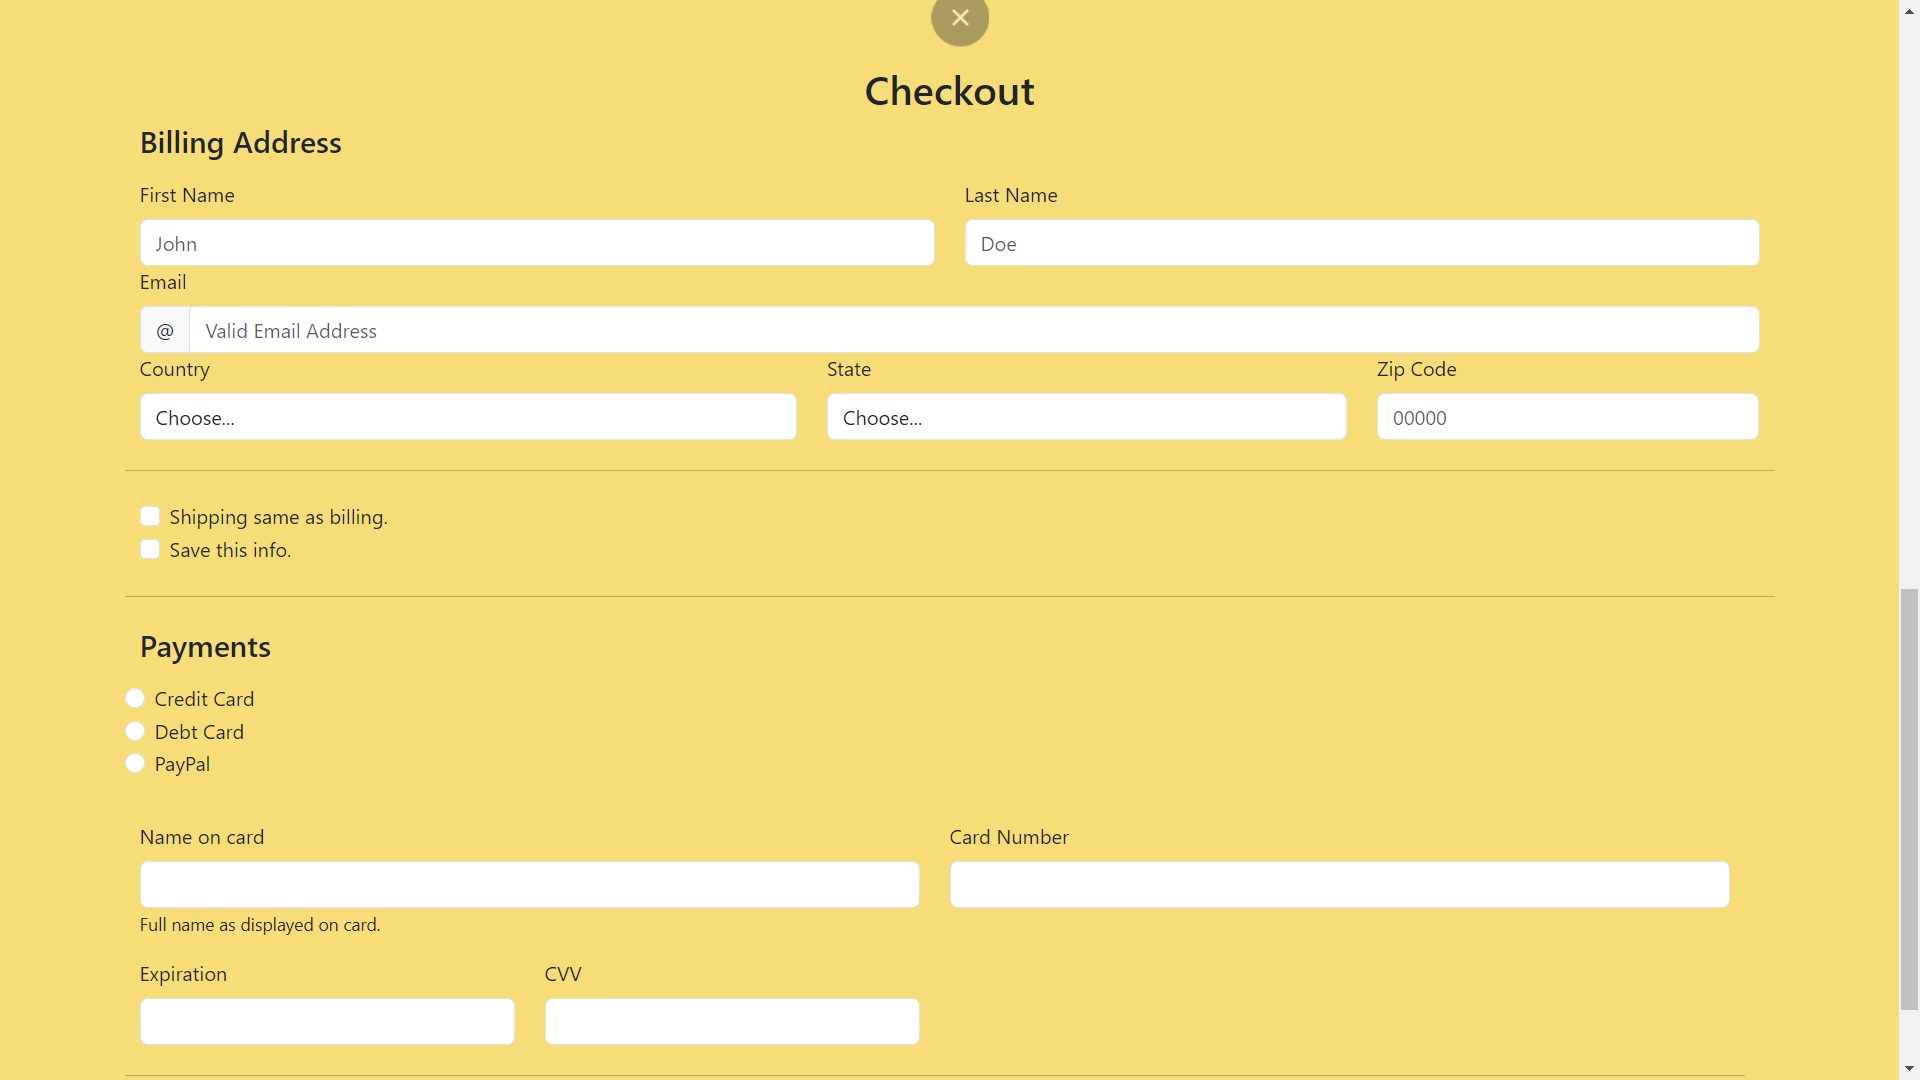 Checkout
Billing Address
First Name Last Name
John Doe
Email
@ Valid Email Address
Country State Zip Code
Choose... Choose... 00000
Shipping same as billing.
Save this info.
Payments
Credit Card
Debt Card
PayPal
Name on card Card Number
Full name as displayed on card.
Expiration CVV